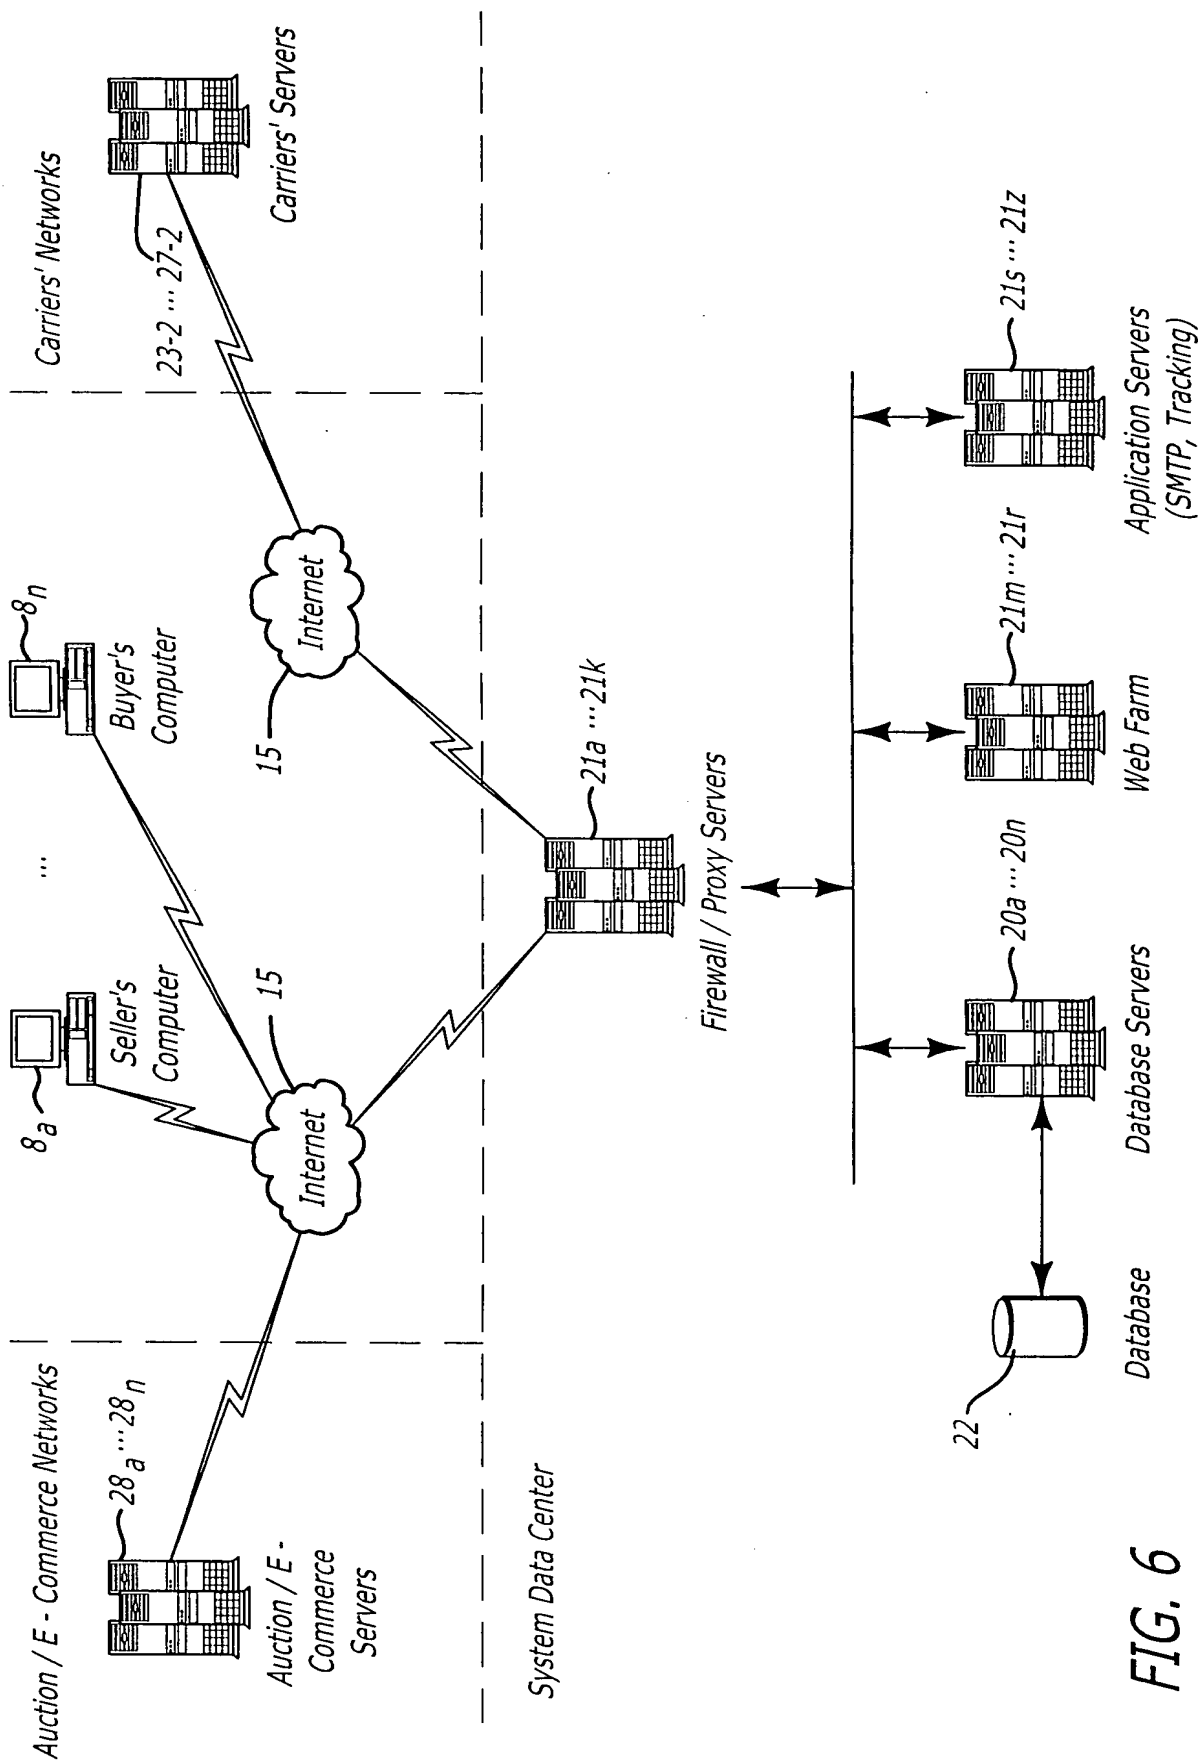 Auction / E - Commerce Networks
Carriers' Networks
8a
Seller's
Computer
...
8n
Buyer's
Computer
28a ... 28n
Auction / E -
Commerce
Servers
23-2 ... 27-2
Carriers' Servers
15
Internet
15
Internet
System Data Center
21a ... 21k
Firewall / Proxy Servers
22
Database
20a ... 20n
Database Servers
21m ... 21r
Web Farm
21s ... 21z
Application Servers
(SMTP, Tracking)
FIG. 6